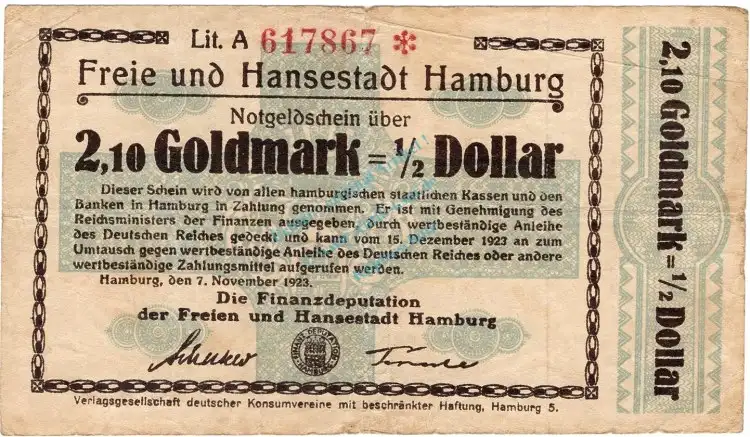 Lit. A 617867 *
Freie und Hansestadt Hamburg
Notgeldschein über
2,10 Goldmark = 1/2 Dollar
Dieser Schein wird von allen hamburgischen staatlichen Kassen und den
Banken in Hamburg in Zahlung genommen. Er ist mit Genehmigung des
Reichsministers der Finanzen ausgegeben, durch wertbeständige Anleihe
des Deutschen Reiches gedeckt und kann vom 15. Dezember 1923 an zum
Umtausch gegen wertbeständige Anleihe des Deutschen Reiches oder andere
wertbeständige Zahlungsmittel aufgerufen werden.
Hamburg, den 7. November 1923.
Die Finanzdeputation
der Freien und Hansestadt Hamburg
Verlagsgesellschaft deutscher Konsumvereine mit beschränkter Haftung, Hamburg 5.
2,10 Goldmark = 1/2 Dollar